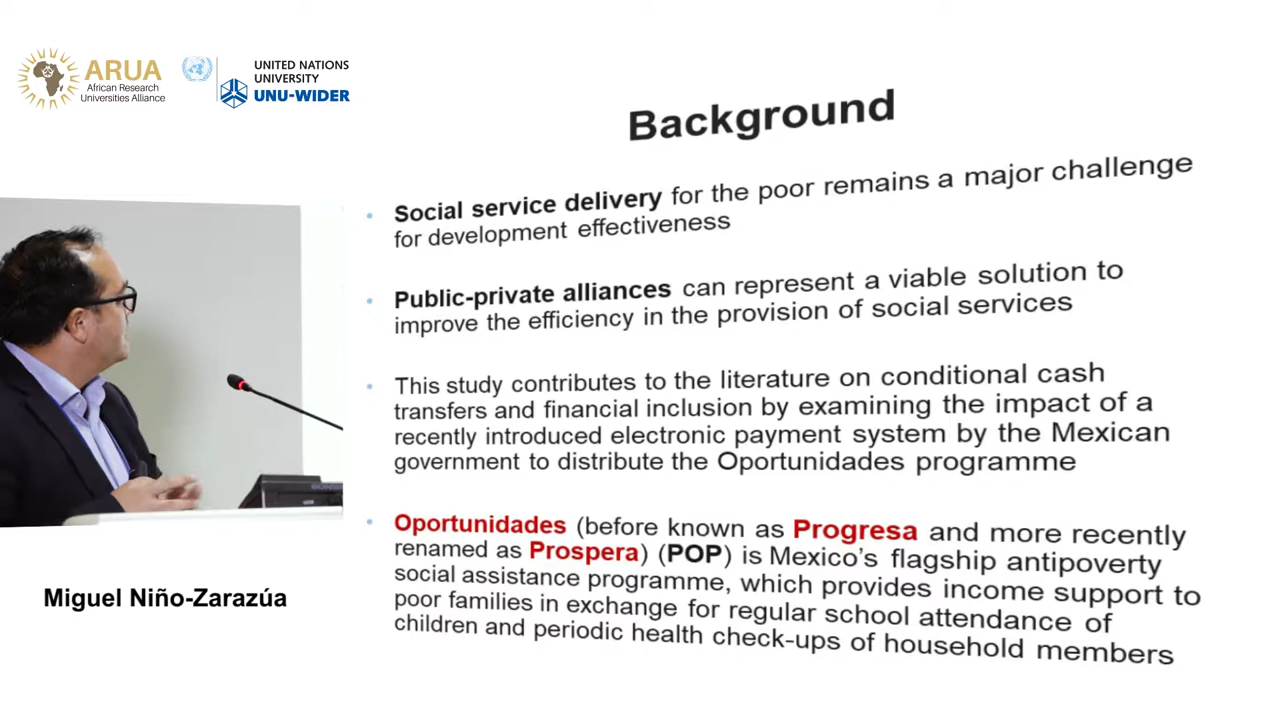 ARUA
African Research
Universities Alliance
UNITED NATIONS
UNIVERSITY
UNU-WIDER
Background
• Social service delivery for the poor remains a major challenge
for development effectiveness
• Public-private alliances can represent a viable solution to
improve the efficiency in the provision of social services
• This study contributes to the literature on conditional cash
transfers and financial inclusion by examining the impact of a
recently introduced electronic payment system by the Mexican
government to distribute the Oportunidades programme
• Oportunidades (before known as Progresa and more recently
renamed as Prospera) (POP) is Mexico's flagship antipoverty
social assistance programme, which provides income support to
poor families in exchange for regular school attendance of
children and periodic health check-ups of household members
Miguel Niño-Zarazúa